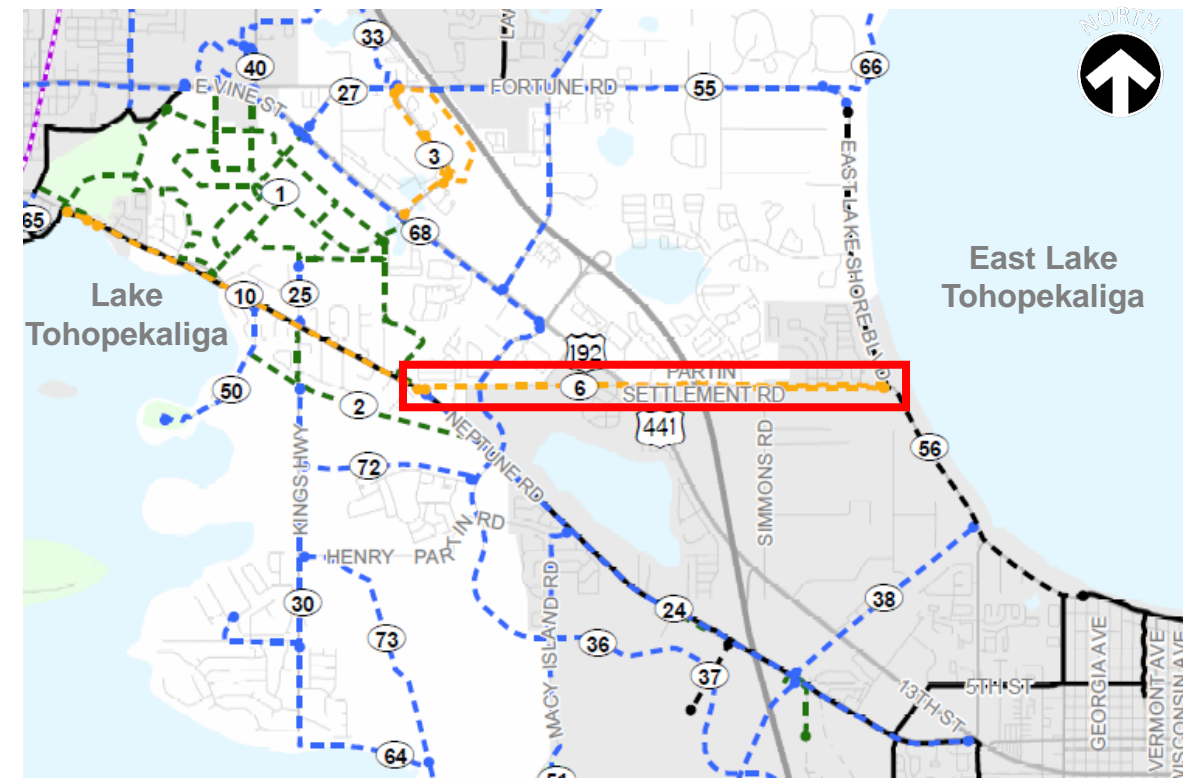 NORTH
33
40
66
E VINE ST
27
FORTUNE RD
55
3
1
EAST LAKE SHORE BLVD
65
68
East Lake
Tohopekaliga
Lake
Tohopekaliga
10
25
192
PARTIN
SETTLEMENT RD
6
50
2
441
NEPTUNE RD
56
KINGS HWY
72
SIMMONS RD
HENRY PARTIN RD
MACY ISLAND RD
30
24
38
73
36
37
13TH ST
5TH ST
GEORGIA AVE
VERMONT AVE
VISCONSIN AVE
64
51